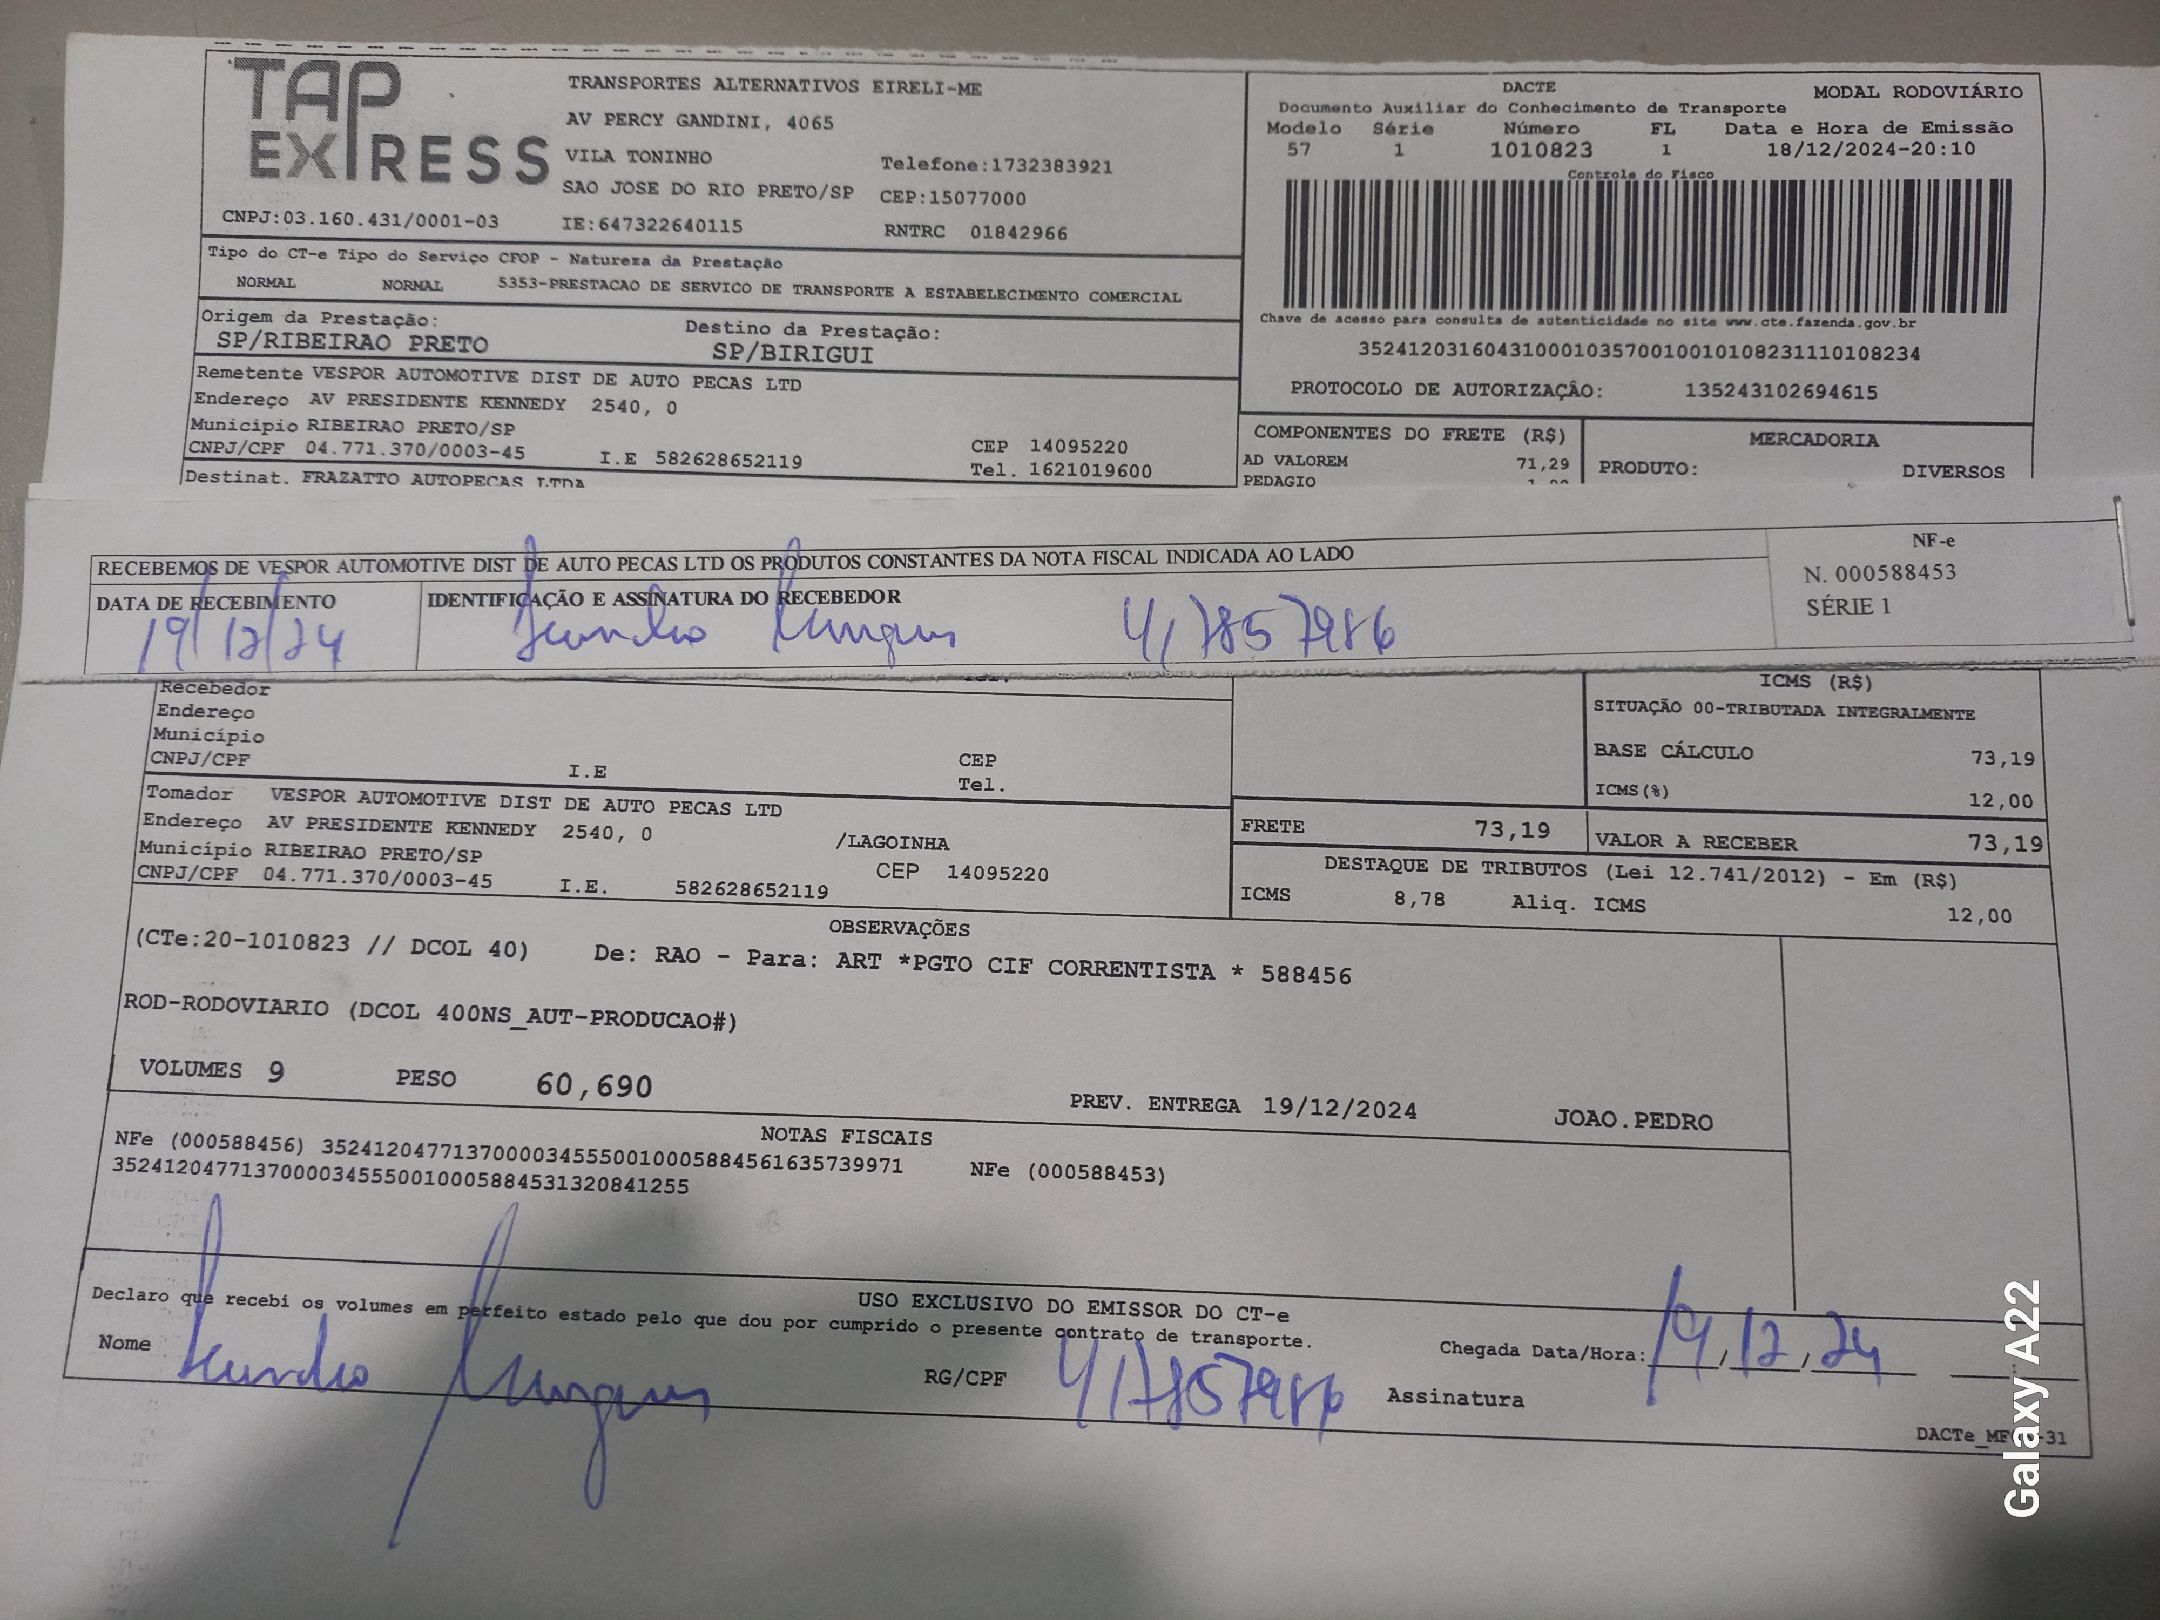 TAP EXPRESS
TRANSPORTES ALTERNATIVOS EIRELI-ME
AV PERCY GANDINI, 4065
VILA TONINHO
Telefone:1732383921
SAO JOSE DO RIO PRETO/SP CEP:15077000
CNPJ:03.160.431/0001-03 IE:647322640115 RNTRC 01842966
DACTE MODAL RODOVIÁRIO
Documento Auxiliar do Conhecimento de Transporte
Modelo Série Número FL Data e Hora de Emissão
57 1 1010823 1 18/12/2024-20:10
Controle do Fisco
Chave de acesso para consulta de autenticidade no site www.cte.fazenda.gov.br
35241203160431000103570010010108231110108234
PROTOCOLO DE AUTORIZAÇÃO: 135243102694615
Tipo do CT-e Tipo do Serviço CFOP - Natureza da Prestação
NORMAL NORMAL 5353-PRESTACAO DE SERVICO DE TRANSPORTE A ESTABELECIMENTO COMERCIAL
Origem da Prestação: Destino da Prestação:
SP/RIBEIRAO PRETO SP/BIRIGUI
Remetente VESPOR AUTOMOTIVE DIST DE AUTO PECAS LTD
Endereço AV PRESIDENTE KENNEDY 2540, 0
Município RIBEIRAO PRETO/SP
CEP 14095220
CNPJ/CPF 04.771.370/0003-45 I.E 582628652119 Tel. 1621019600
Destinat. FRAZATTO AUTOPECAS LTDA
COMPONENTES DO FRETE (R$) MERCADORIA
AD VALOREM 71,29 PRODUTO: DIVERSOS
PEDAGIO
RECEBEMOS DE VESPOR AUTOMOTIVE DIST DE AUTO PECAS LTD OS PRODUTOS CONSTANTES DA NOTA FISCAL INDICADA AO LADO
NF-e
N. 000588453
SÉRIE 1
DATA DE RECEBIMENTO IDENTIFICAÇÃO E ASSINATURA DO RECEBEDOR
19/12/24 417857986
Recebedor
Endereço
Município
CNPJ/CPF I.E CEP
Tel.
ICMS (R$)
SITUAÇÃO 00-TRIBUTADA INTEGRALMENTE
BASE CÁLCULO 73,19
ICMS(%) 12,00
Tomador VESPOR AUTOMOTIVE DIST DE AUTO PECAS LTD
Endereço AV PRESIDENTE KENNEDY 2540, 0 /LAGOINHA
Município RIBEIRAO PRETO/SP CEP 14095220
CNPJ/CPF 04.771.370/0003-45 I.E. 582628652119
FRETE 73,19 VALOR A RECEBER 73,19
DESTAQUE DE TRIBUTOS (Lei 12.741/2012) - Em (R$)
ICMS 8,78 Aliq. ICMS 12,00
OBSERVAÇÕES
(CTe:20-1010823 // DCOL 40) De: RAO - Para: ART *PGTO CIF CORRENTISTA * 588456
ROD-RODOVIARIO (DCOL 400NS_AUT-PRODUCAO#)
VOLUMES 9 PESO 60,690 PREV. ENTREGA 19/12/2024 JOAO.PEDRO
NOTAS FISCAIS
NFe (000588456) 35241204771370000345550010005884561635739971 NFe (000588453)
35241204771370000345550010005884531320841255
USO EXCLUSIVO DO EMISSOR DO CT-e
Declaro que recebi os volumes em perfeito estado pelo que dou por cumprido o presente contrato de transporte.
Nome RG/CPF 417857986 Assinatura Chegada Data/Hora: 19,12,24
Galaxy A22